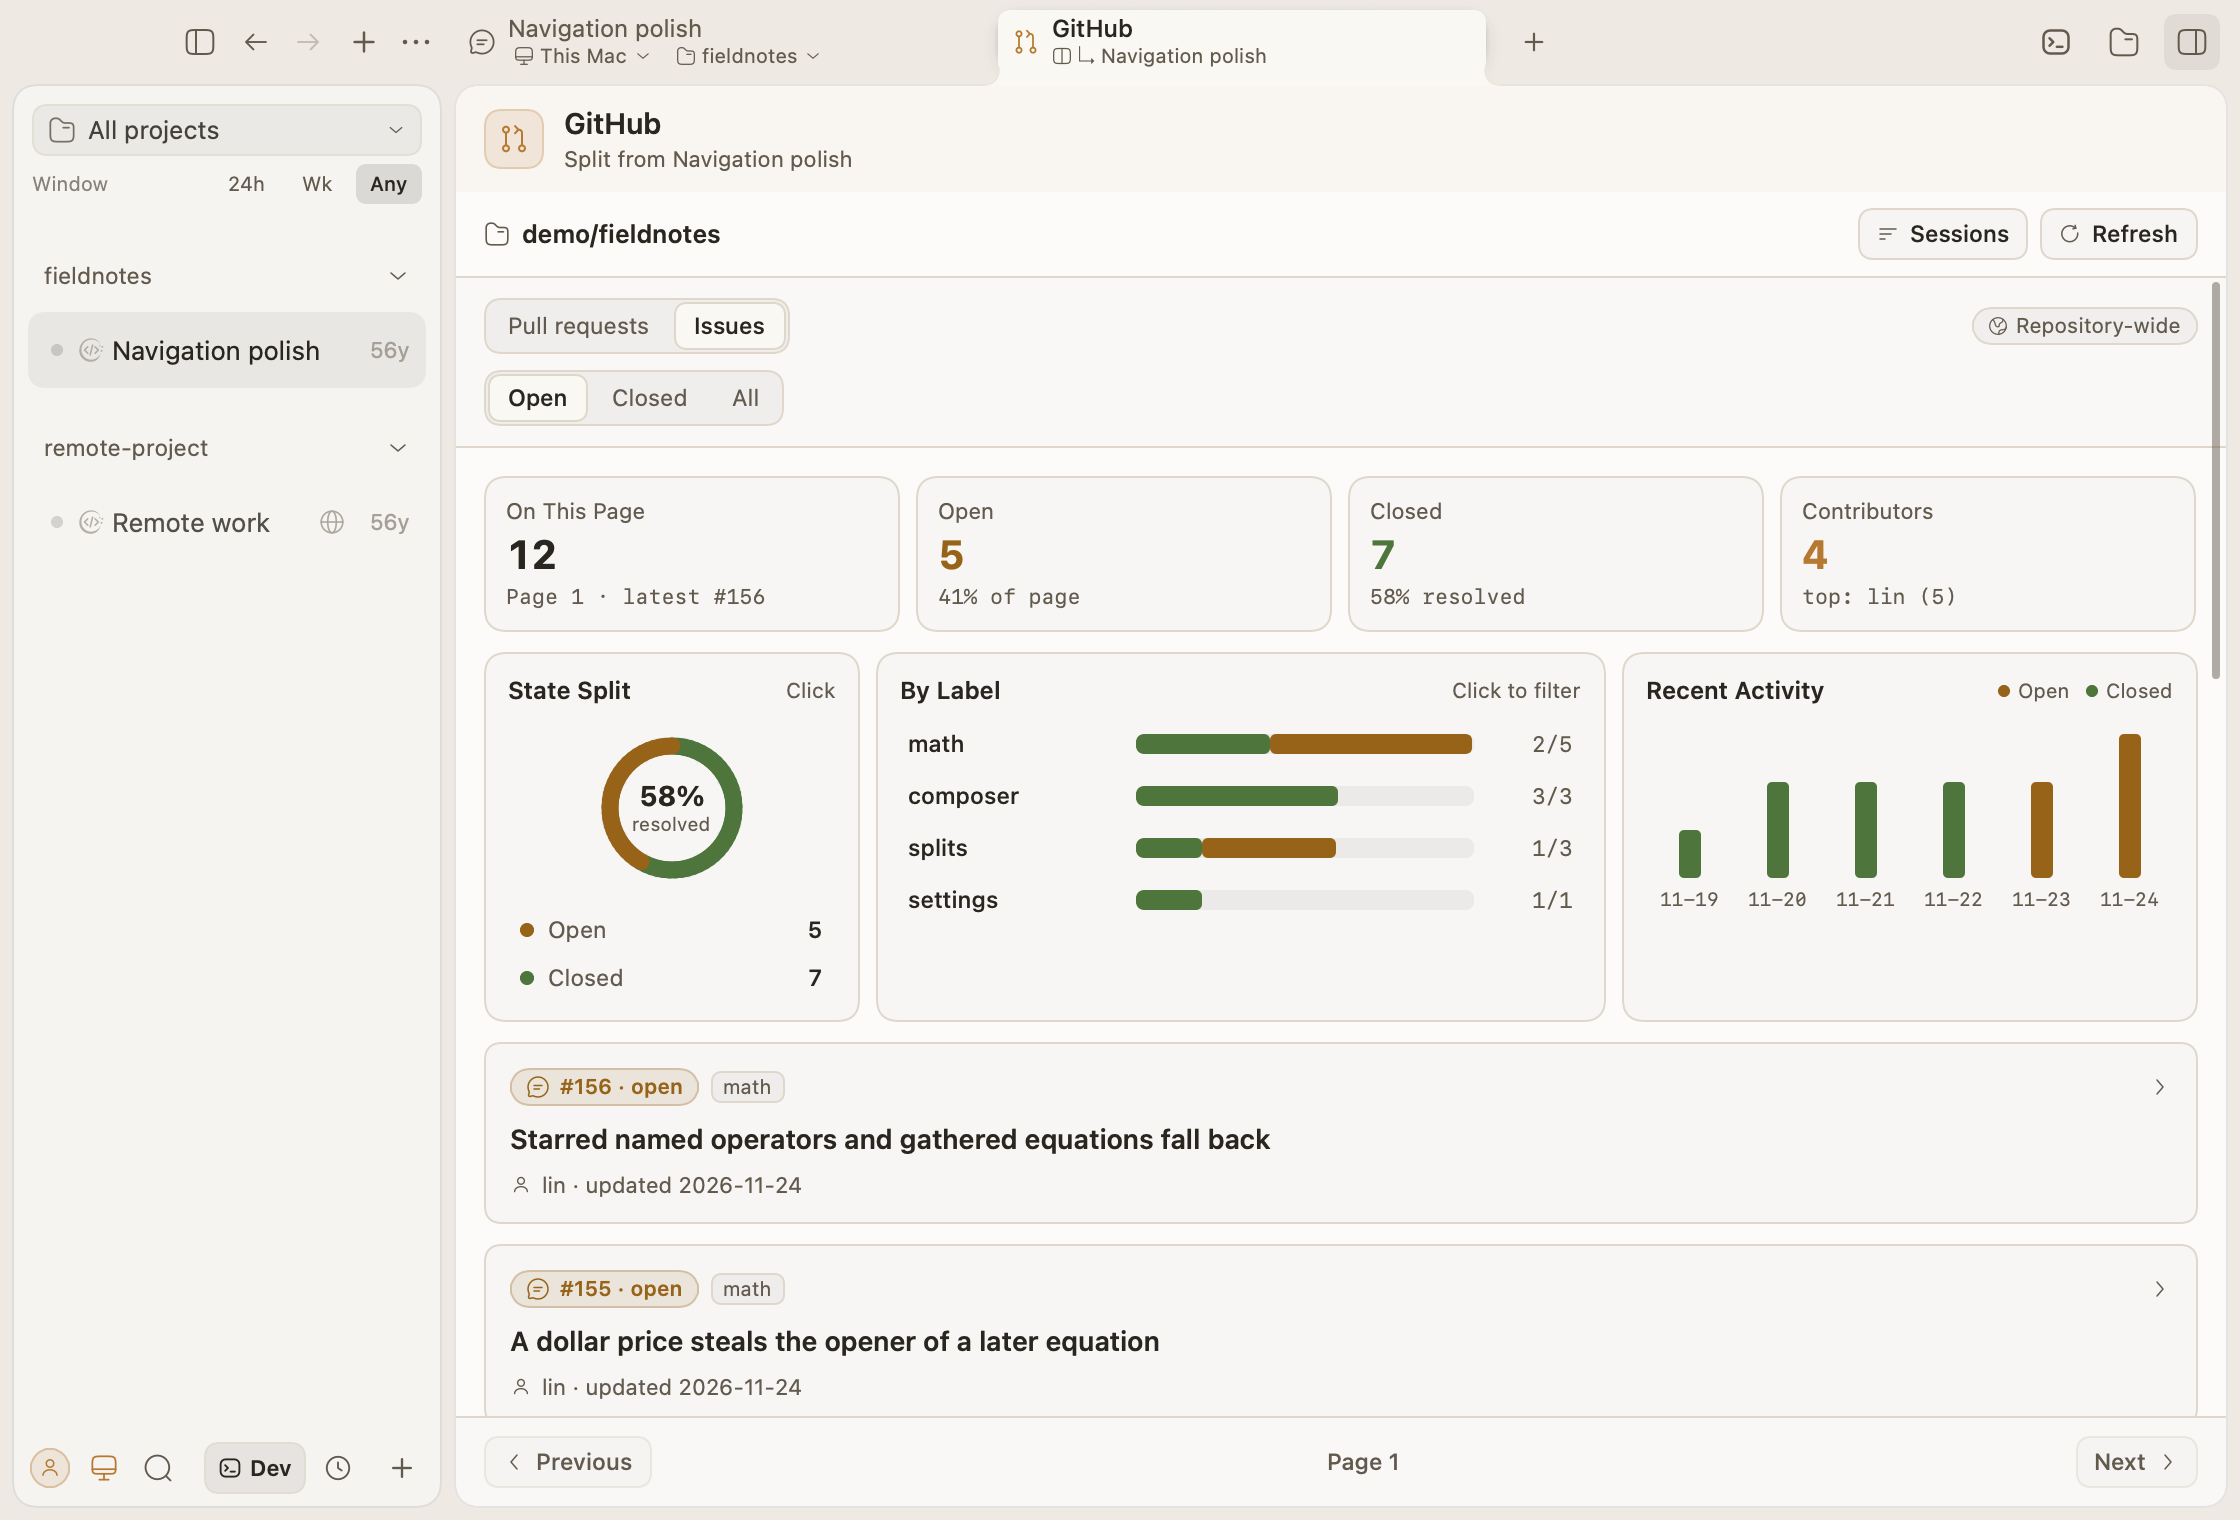 Navigation polish
This Mac
fieldnotes
GitHub
Navigation polish
All projects
Window
24h
Wk
Any
fieldnotes
Navigation polish
56y
remote-project
Remote work
56y
Dev
GitHub
Split from Navigation polish
demo/fieldnotes
Sessions
Refresh
Pull requests
Issues
Repository-wide
Open
Closed
All
On This Page
12
Page 1 · latest #156
Open
5
41% of page
Closed
7
58% resolved
Contributors
4
top: lin (5)
State Split
Click
58%
resolved
Open
5
Closed
7
By Label
Click to filter
math
2/5
composer
3/3
splits
1/3
settings
1/1
Recent Activity
Open
Closed
11-19
11-20
11-21
11-22
11-23
11-24
#156 · open
math
Starred named operators and gathered equations fall back
lin · updated 2026-11-24
#155 · open
math
A dollar price steals the opener of a later equation
lin · updated 2026-11-24
Previous
Page 1
Next